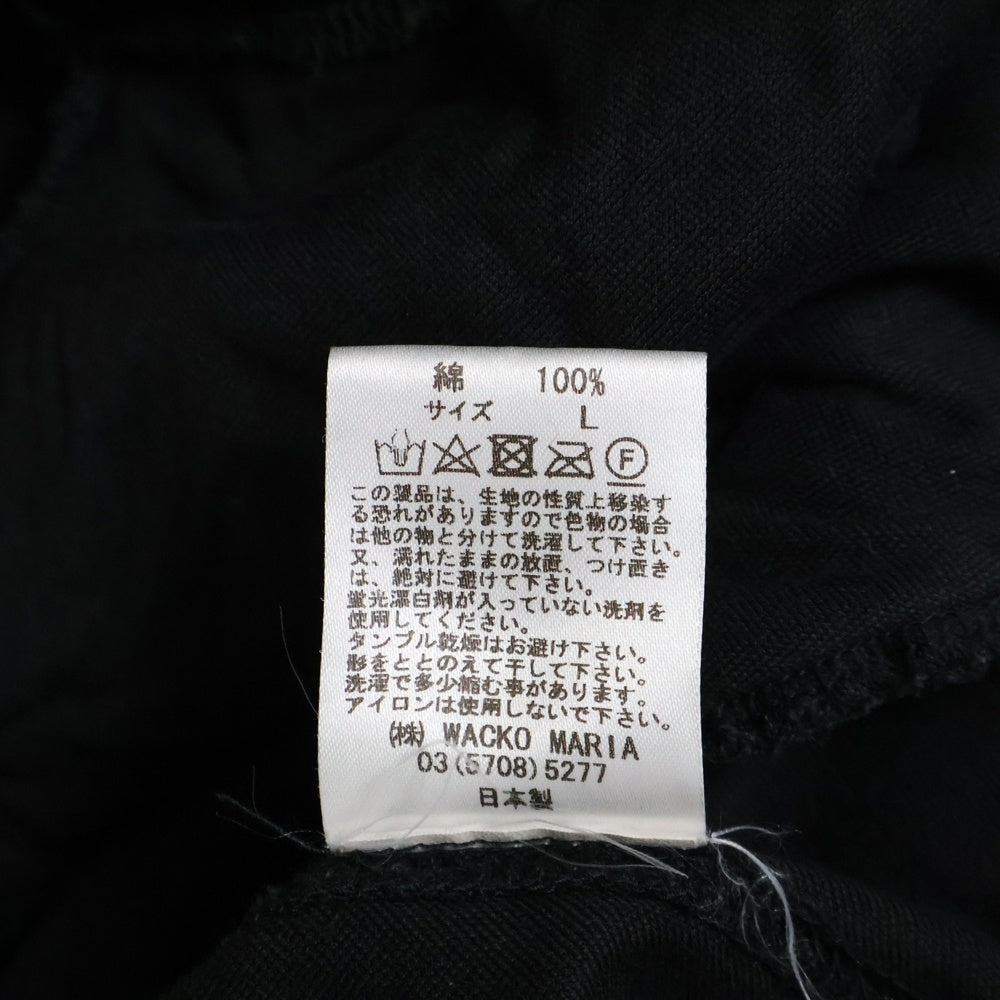 綿 100%
サイズ L
F
この製品は、生地の性質上移染す
る恐れがありますので色物の場合
は他の物と分けて洗濯して下さい。
又、濡れたままの放置、つけ置き
は、絶対に避けて下さい。
蛍光漂白剤が入っていない洗剤を
使用してください。
タンブル乾燥はお避け下さい。
形をととのえて干して下さい。
洗濯で多少縮む事があります。
アイロンは使用しないで下さい。
㈱ WACKO MARIA
03(5708)5277
日本製